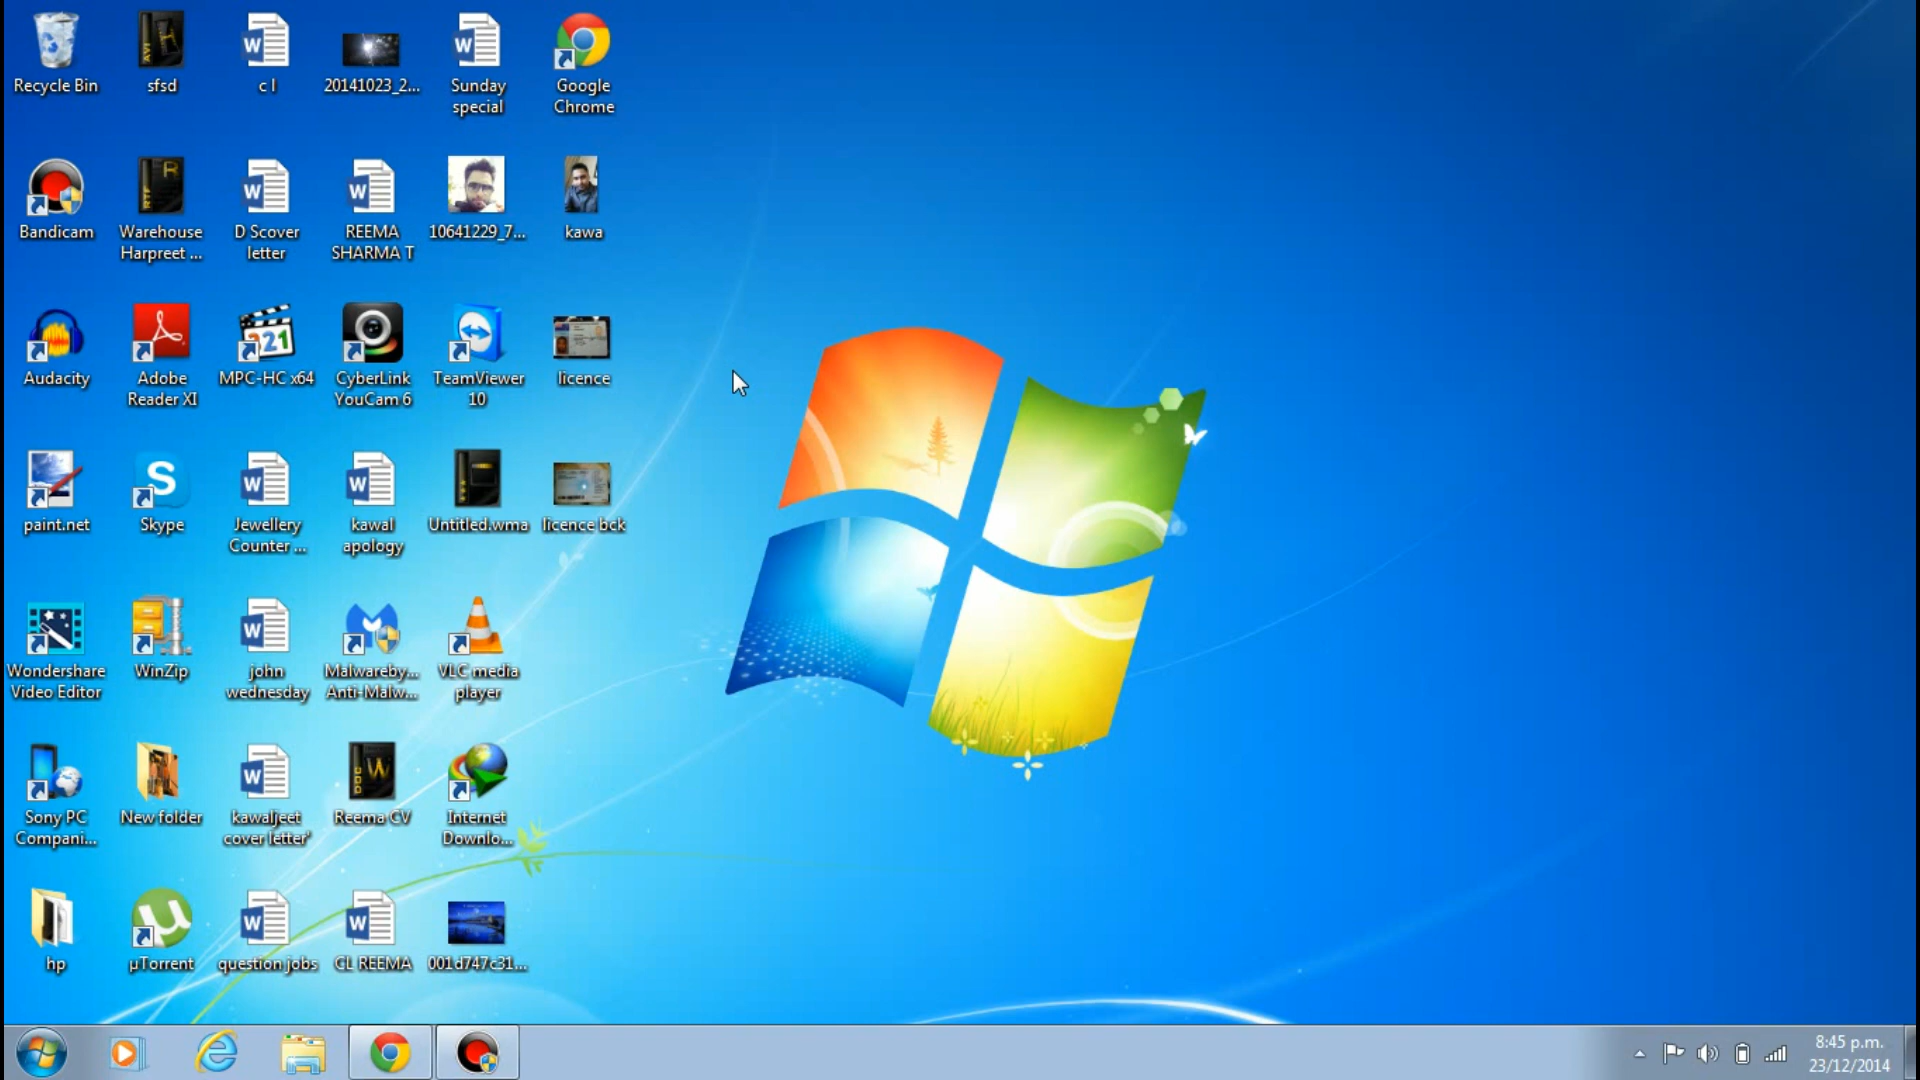 Recycle Bin
sfsd
c l
20141023_2...
Sunday
special
Google
Chrome
Bandicam
Warehouse
Harpreet ...
D Scover
letter
REEMA
SHARMA T
10641229_7...
kawa
Audacity
Adobe
Reader XI
MPC-HC x64
CyberLink
YouCam 6
TeamViewer
10
licence
paint.net
Skype
Jewellery
Counter ...
kawal
apology
Untitled.wma
licence bck
Wondershare
Video Editor
WinZip
john
wednesday
Malwareby...
Anti-Malw...
VLC media
player
Sony PC
Compani...
New folder
kawaljeet
cover letter'
Reema CV
Internet
Downlo...
hp
µTorrent
question jobs
CL REEMA
001d747c31...
8:45 p.m.
23/12/2014